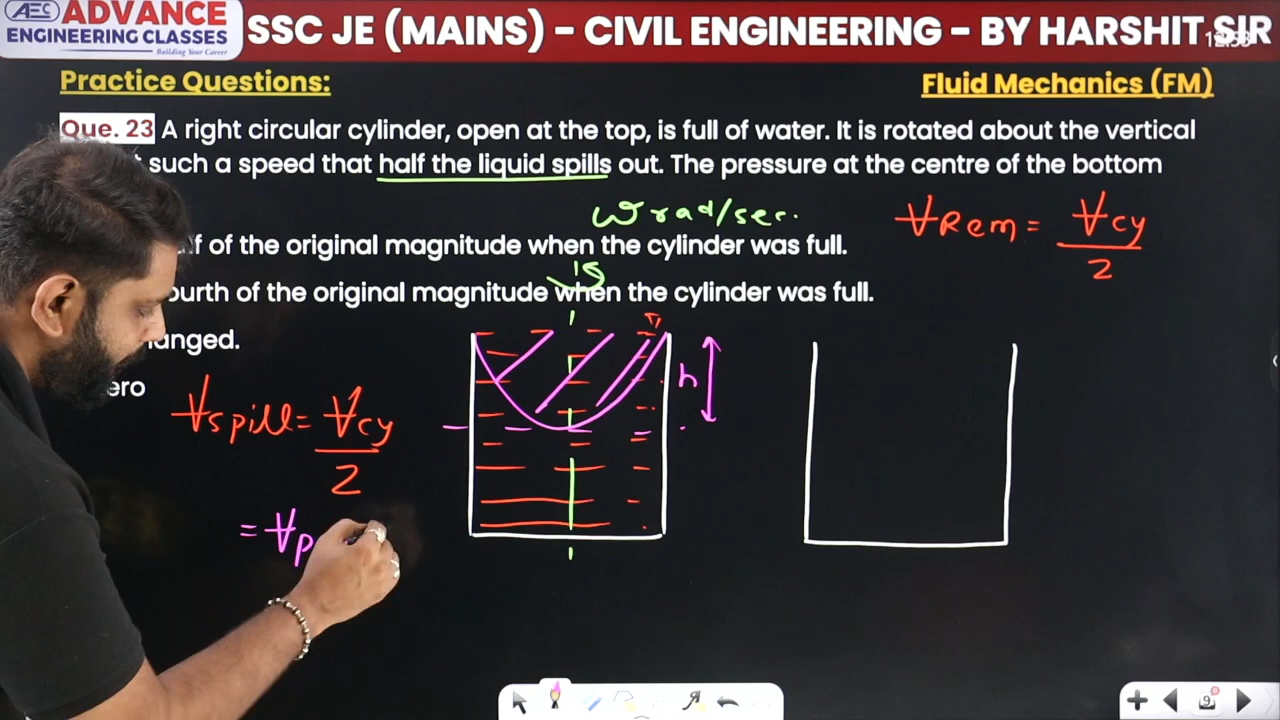 AEC ADVANCE
ENGINEERING CLASSES
Building Your Career
SSC JE (MAINS) - CIVIL ENGINEERING - BY HARSHIT SIR
12:53
Practice Questions:
Fluid Mechanics (FM)
Que. 23 A right circular cylinder, open at the top, is full of water. It is rotated about the vertical
such a speed that half the liquid spills out. The pressure at the centre of the bottom
ω rad/sec.
∀Rem = ∀cy
2
of the original magnitude when the cylinder was full.
of the original magnitude when the cylinder was full.
h
∀spill = ∀cy
2
= ∀p
9